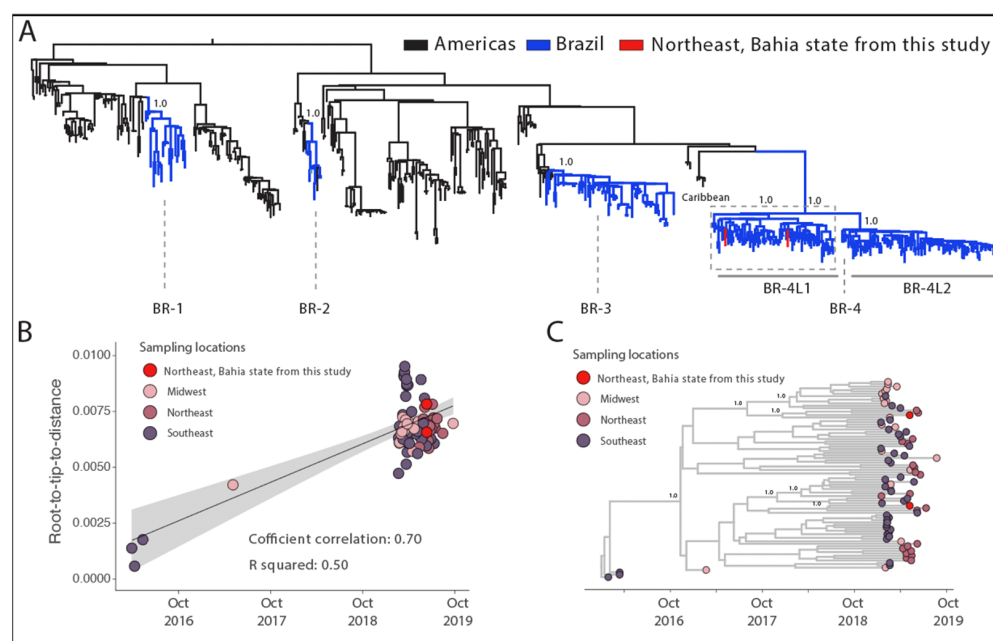 A
Americas Brazil Northeast, Bahia state from this study
1.0
1.0
1.0
Caribbean
1.0 1.0
1.0
BR-4L1 BR-4L2
BR-1 BR-2 BR-3 BR-4
B
Sampling locations
Northeast, Bahia state from this study
Midwest
Northeast
Southeast
Root-to-tip-to-distance
0.0100
0.0075
0.0050
0.0025
0.0000
Cofficient correlation: 0.70
R squared: 0.50
Oct Oct Oct Oct
2016 2017 2018 2019
C
Sampling locations
Northeast, Bahia state from this study
Midwest
Northeast
Southeast
1.0
1.0
1.0
1.0
1.0
1.0
1.0
Oct Oct Oct Oct
2016 2017 2018 2019